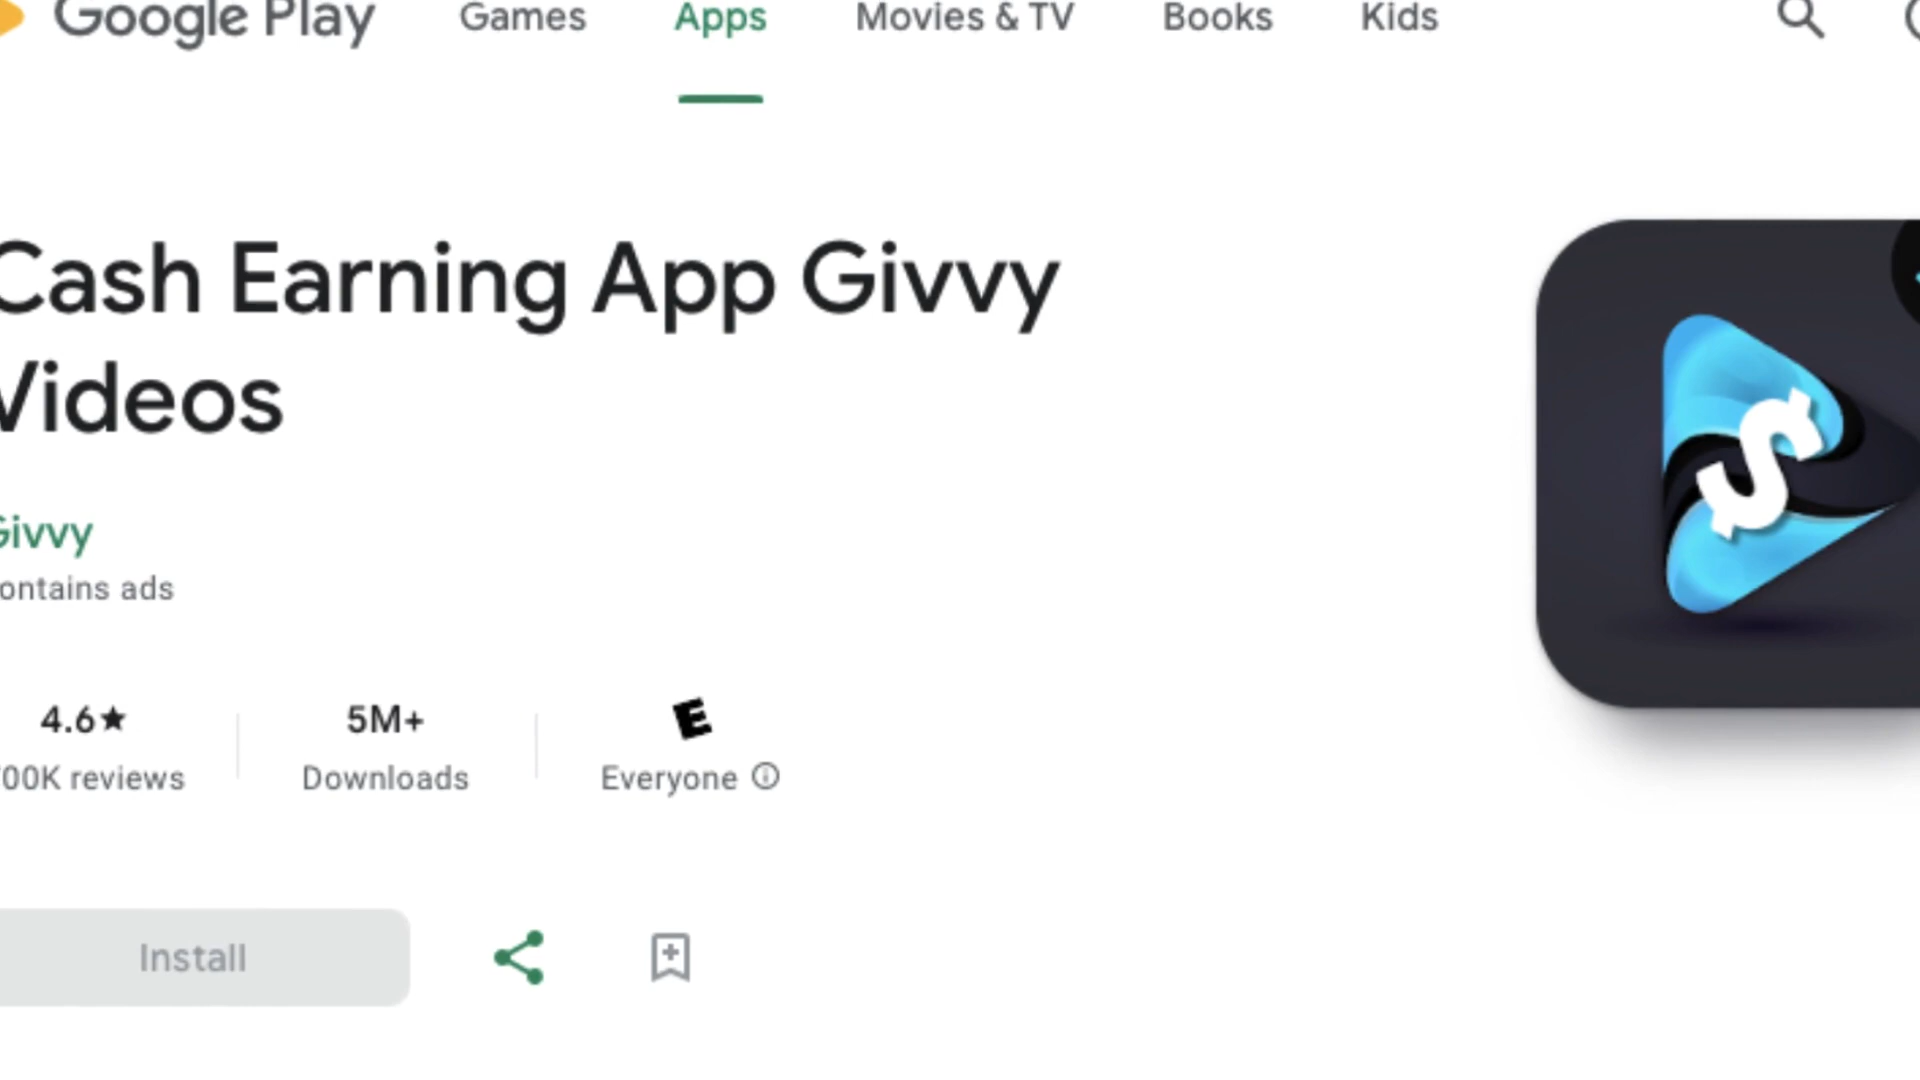 Google Play Games Apps Movies & TV Books Kids
Cash Earning App Givvy
Videos
Givvy
ontains ads
4.6★ 5M+ E
00K reviews Downloads Everyone
Install
$